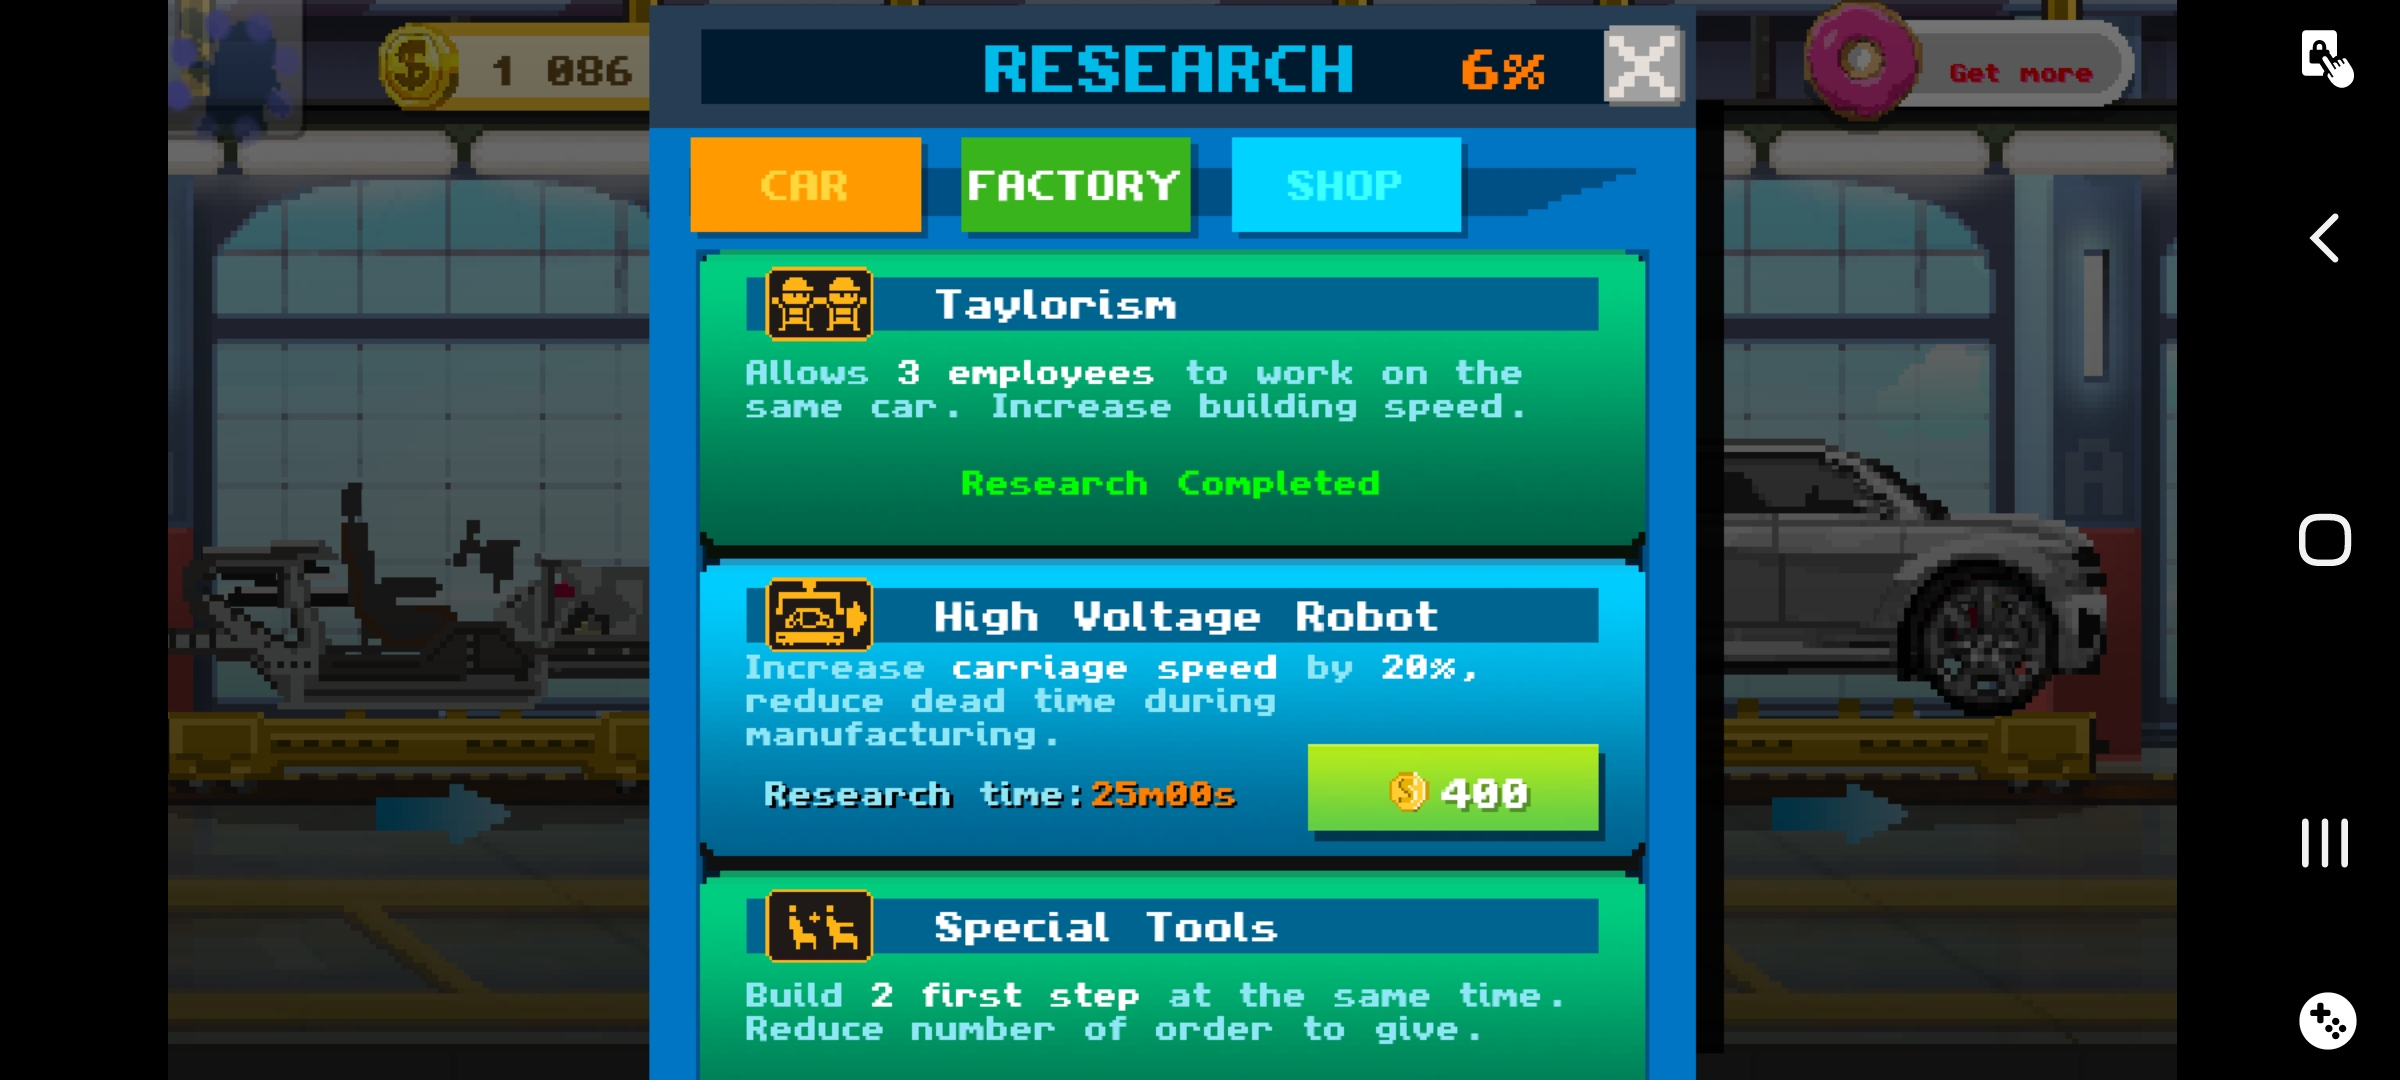 1 086
RESEARCH 6%
Get more
CAR FACTORY SHOP
Taylorism
Allows 3 employees to work on the
same car. Increase building speed.
Research Completed
High Voltage Robot
Increase carriage speed by 20%,
reduce dead time during
manufacturing.
Research time:25m00s
400
Special Tools
Build 2 first step at the same time.
Reduce number of order to give.